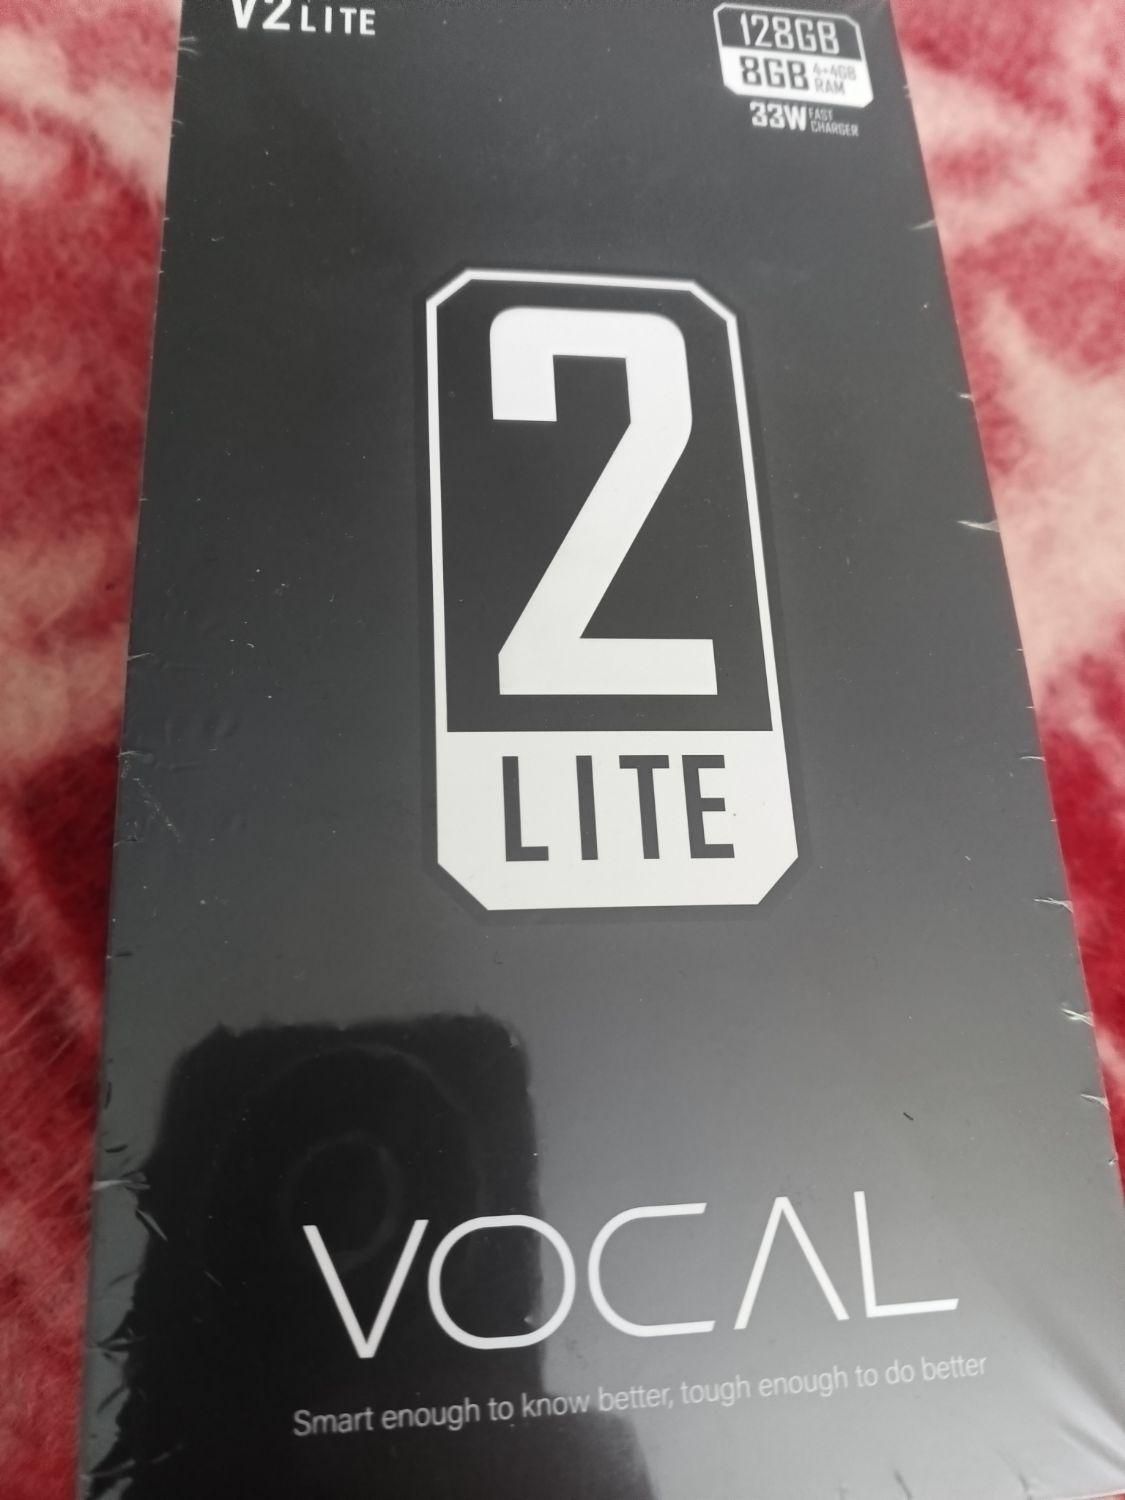 V2 LITE
128GB
8GB 4+4GB RAM
33W FAST CHARGER
2
LITE
VOCAL
Smart enough to know better, tough enough to do better